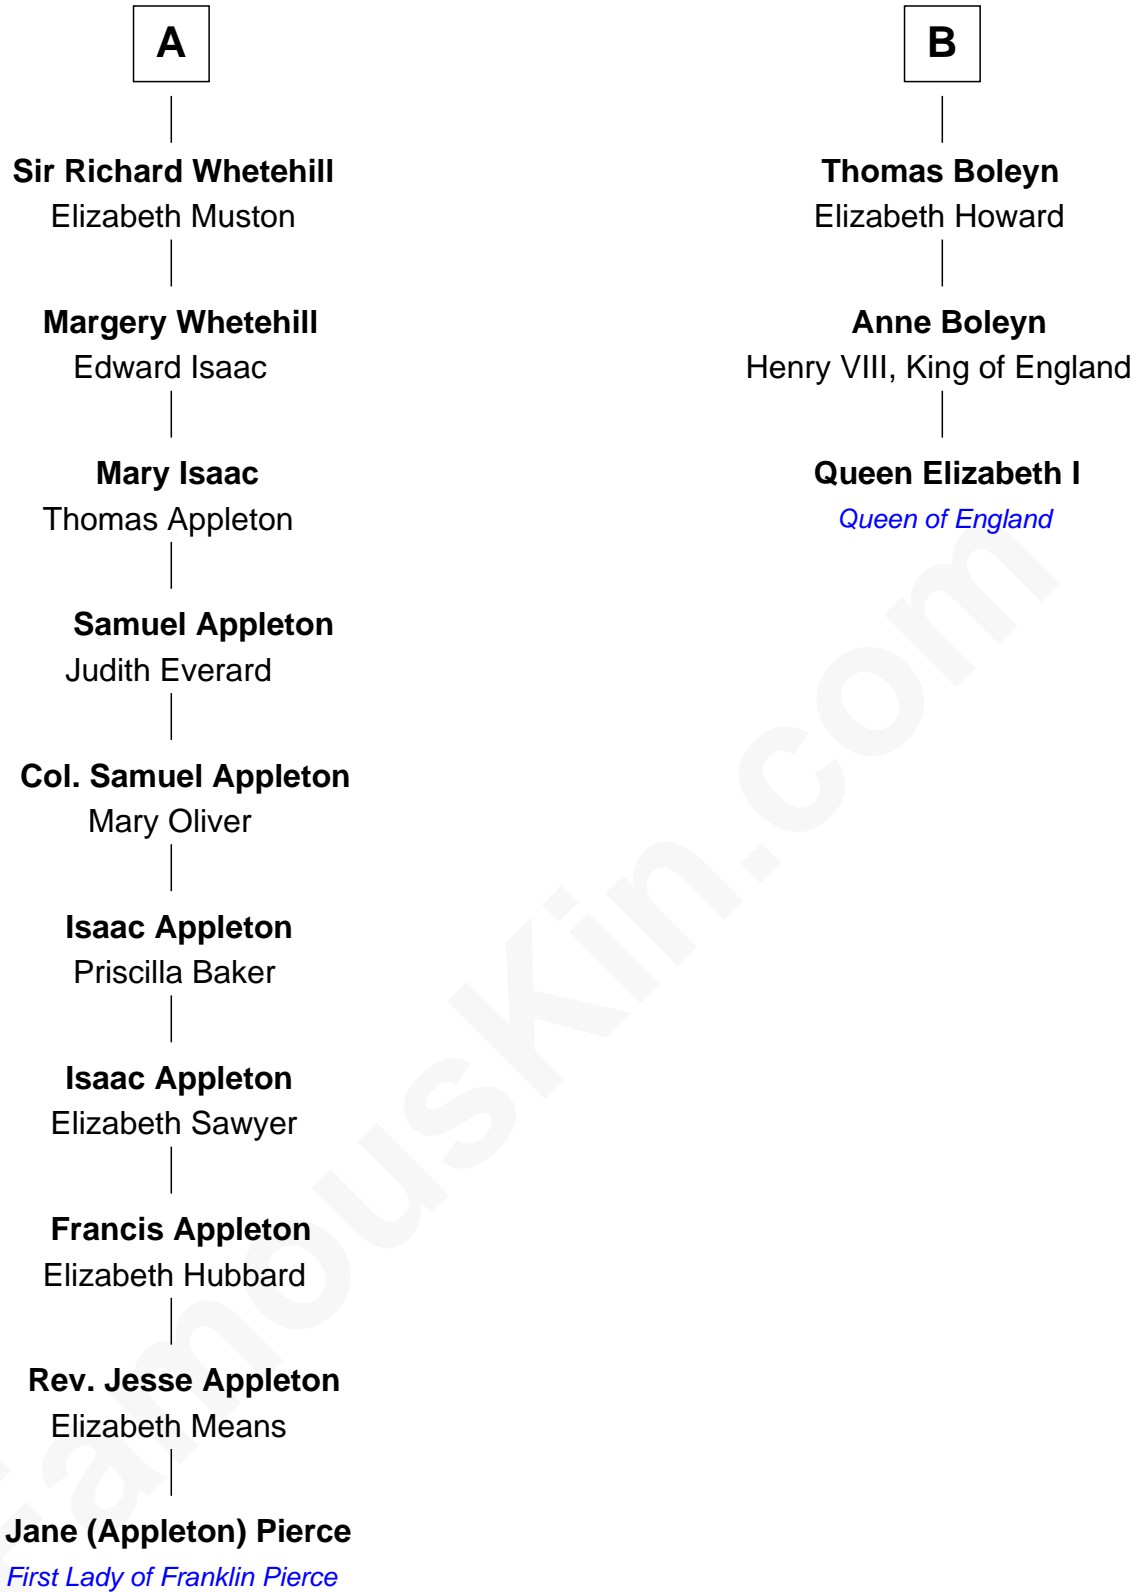 A
Sir Richard Whetehill
Elizabeth Muston
Margery Whetehill
Edward Isaac
Mary Isaac
Thomas Appleton
Samuel Appleton
Judith Everard
Col. Samuel Appleton
Mary Oliver
Isaac Appleton
Priscilla Baker
Isaac Appleton
Elizabeth Sawyer
Francis Appleton
Elizabeth Hubbard
Rev. Jesse Appleton
Elizabeth Means
Jane (Appleton) Pierce
First Lady of Franklin Pierce
B
Thomas Boleyn
Elizabeth Howard
Anne Boleyn
Henry VIII, King of England
Queen Elizabeth I
Queen of England
FamousKin.com